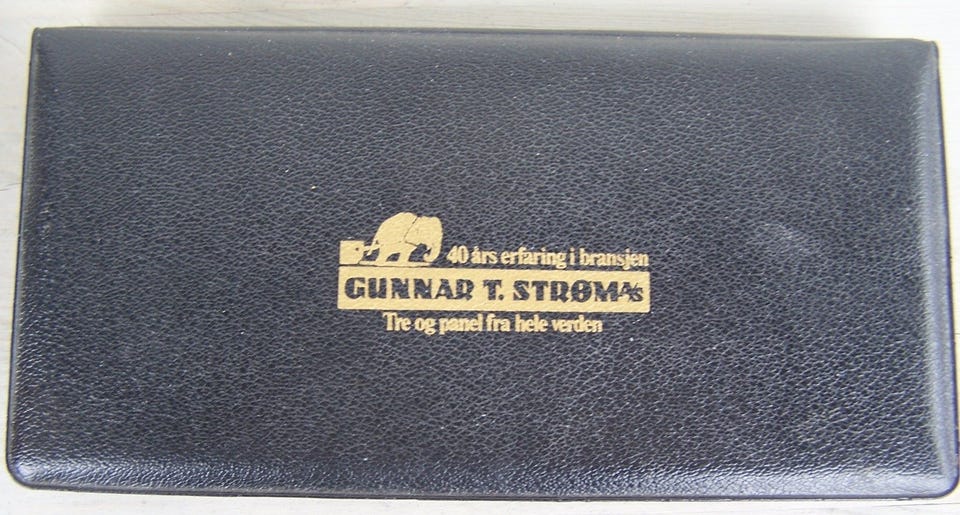 40 års erfaring i bransjen
GUNNAR T. STRØM A/S
Tre og panel fra hele verden